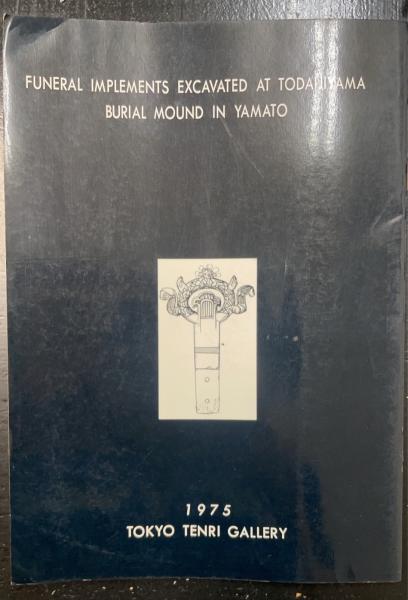 FUNERAL IMPLEMENTS EXCAVATED AT TODAIJIYAMA
BURIAL MOUND IN YAMATO
1975
TOKYO TENRI GALLERY